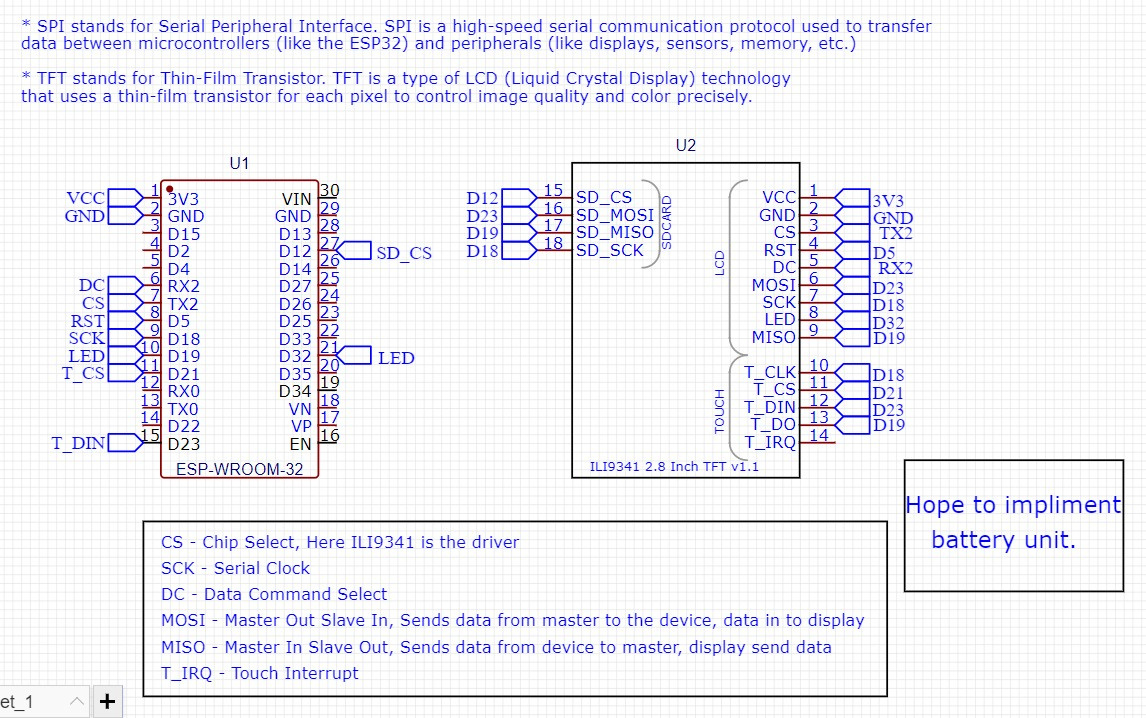 * SPI stands for Serial Peripheral Interface. SPI is a high-speed serial communication protocol used to transfer
data between microcontrollers (like the ESP32) and peripherals (like displays, sensors, memory, etc.)
* TFT stands for Thin-Film Transistor. TFT is a type of LCD (Liquid Crystal Display) technology
that uses a thin-film transistor for each pixel to control image quality and color precisely.
U1
VCC 1 3V3
GND 2 GND
3 D15
4 D2
5 D4
DC 6 RX2
CS 7 TX2
RST 8 D5
SCK 9 D18
LED 10 D19
T_CS 11 D21
12 RX0
13 TX0
14 D22
T_DIN 15 D23
VIN 30
GND 29
D13 28
D12 27 SD_CS
D14 26
D27 25
D26 24
D25 23
D33 22
D32 21 LED
D35 20
D34 19
VN 18
VP 17
EN 16
ESP-WROOM-32
U2
D12 15 SD_CS
D23 16 SD_MOSI
D19 17 SD_MISO
D18 18 SD_SCK
SDCARD
LCD
VCC 1 3V3
GND 2 GND
CS 3 TX2
RST 4 D5
DC 5 RX2
MOSI 6 D23
SCK 7 D18
LED 8 D32
MISO 9 D19
TOUCH
T_CLK 10 D18
T_CS 11 D21
T_DIN 12 D23
T_DO 13 D19
T_IRQ 14
ILI9341 2.8 Inch TFT v1.1
Hope to impliment
battery unit.
CS - Chip Select, Here ILI9341 is the driver
SCK - Serial Clock
DC - Data Command Select
MOSI - Master Out Slave In, Sends data from master to the device, data in to display
MISO - Master In Slave Out, Sends data from device to master, display send data
T_IRQ - Touch Interrupt
et_1